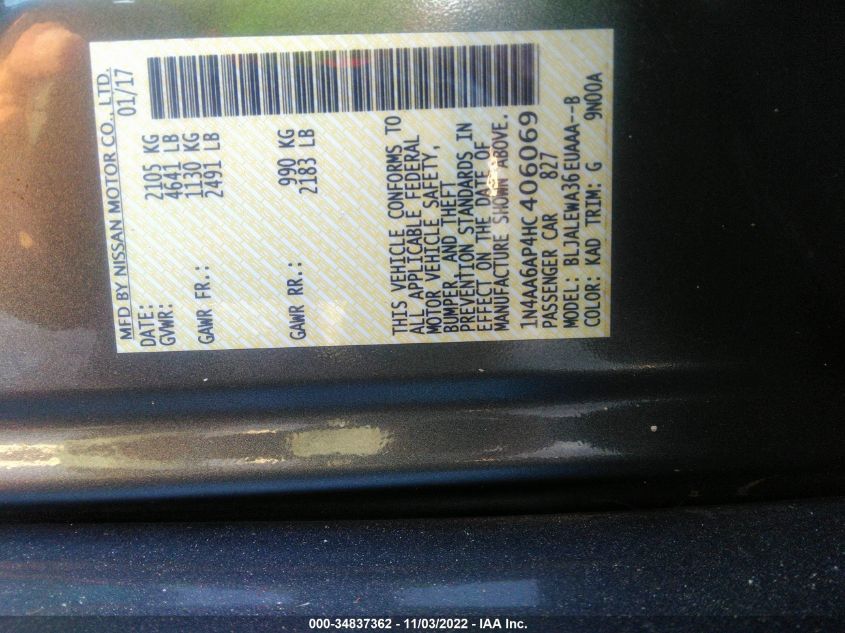 MFD BY NISSAN MOTOR CO., LTD.
DATE: 01/17
GVWR: 2105 KG
4641 LB
GAWR FR.: 1130 KG
2491 LB
GAWR RR.: 990 KG
2183 LB
THIS VEHICLE CONFORMS TO
ALL APPLICABLE FEDERAL
MOTOR VEHICLE SAFETY,
BUMPER, AND THEFT
PREVENTION STANDARDS IN
EFFECT ON THE DATE OF
MANUFACTURE SHOWN ABOVE.
1N4AA6AP4HC406069
PASSENGER CAR 827
MODEL: BLJALEWA36EUAAA--B
COLOR: KAD TRIM: G 9N00A
000-34837362 - 11/03/2022 - IAA Inc.